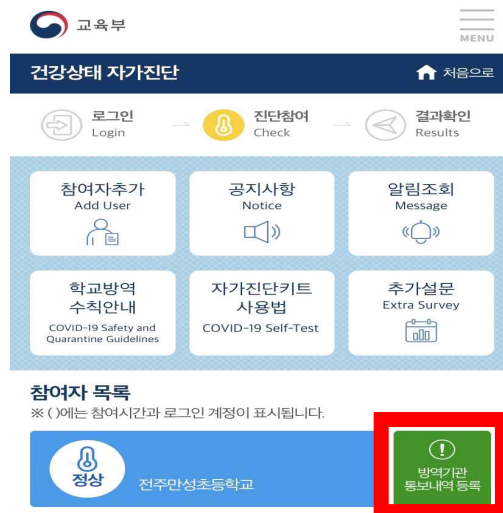 교육부
MENU
건강상태 자가진단
처음으로
로그인
Login
진단참여
Check
결과확인
Results
참여자추가
Add User
공지사항
Notice
알림조회
Message
학교방역
수칙안내
COVID-19 Safety and
Quarantine Guidelines
자가진단키트
사용법
COVID-19 Self-Test
추가설문
Extra Survey
참여자 목록
※ ( )에는 참여시간과 로그인 계정이 표시됩니다.
정상
전주만성초등학교
방역기관
통보내역 등록